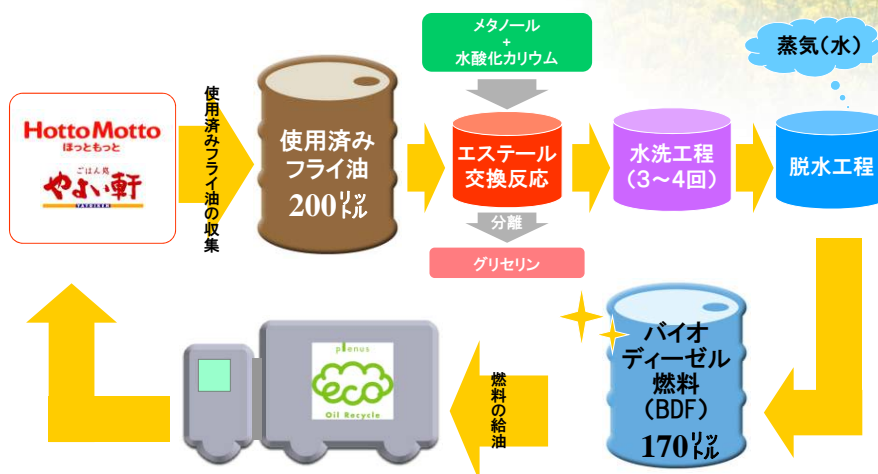 メタノール
+
水酸化カリウム
蒸気(水)
HottoMotto
ほっともっと
ごはん処
やよい軒
YAYOIKEN
使用済みフライ油の収集
使用済み
フライ油
200リットル
エステール
交換反応
水洗工程
(3〜4回)
脱水工程
分離
グリセリン
plenus
eco
Oil Recycle
燃料の給油
バイオ
ディーゼル
燃料
(BDF)
170リットル